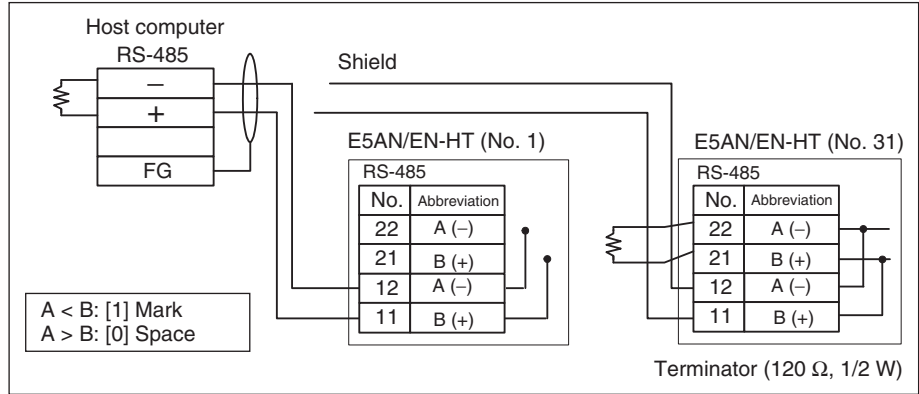 Host computer
RS-485
−
+
FG
Shield
E5AN/EN-HT (No. 1)
RS-485
No. Abbreviation
22 A (−)
21 B (+)
12 A (−)
11 B (+)
E5AN/EN-HT (No. 31)
RS-485
No. Abbreviation
22 A (−)
21 B (+)
12 A (−)
11 B (+)
A < B: [1] Mark
A > B: [0] Space
Terminator (120 Ω, 1/2 W)